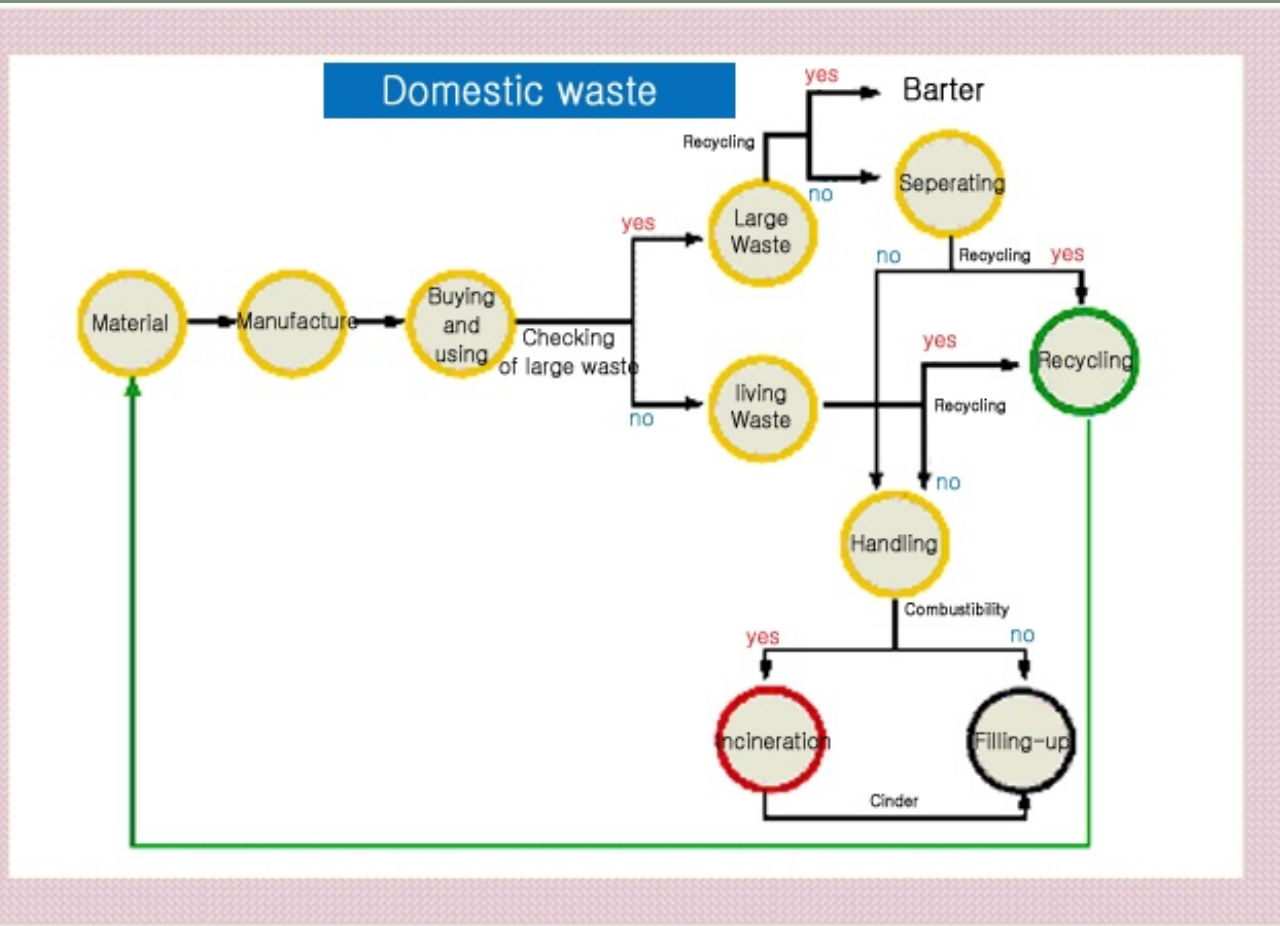 Domestic waste
yes
Barter
Recycling
no
Seperating
Large
Waste
yes
no
Recycling
yes
Material
Manufacture
Buying
and
using
Checking
of large waste
no
living
Waste
yes
Recycling
Recycling
no
Handling
Combustibility
yes
no
Incineration
Filling-up
Cinder